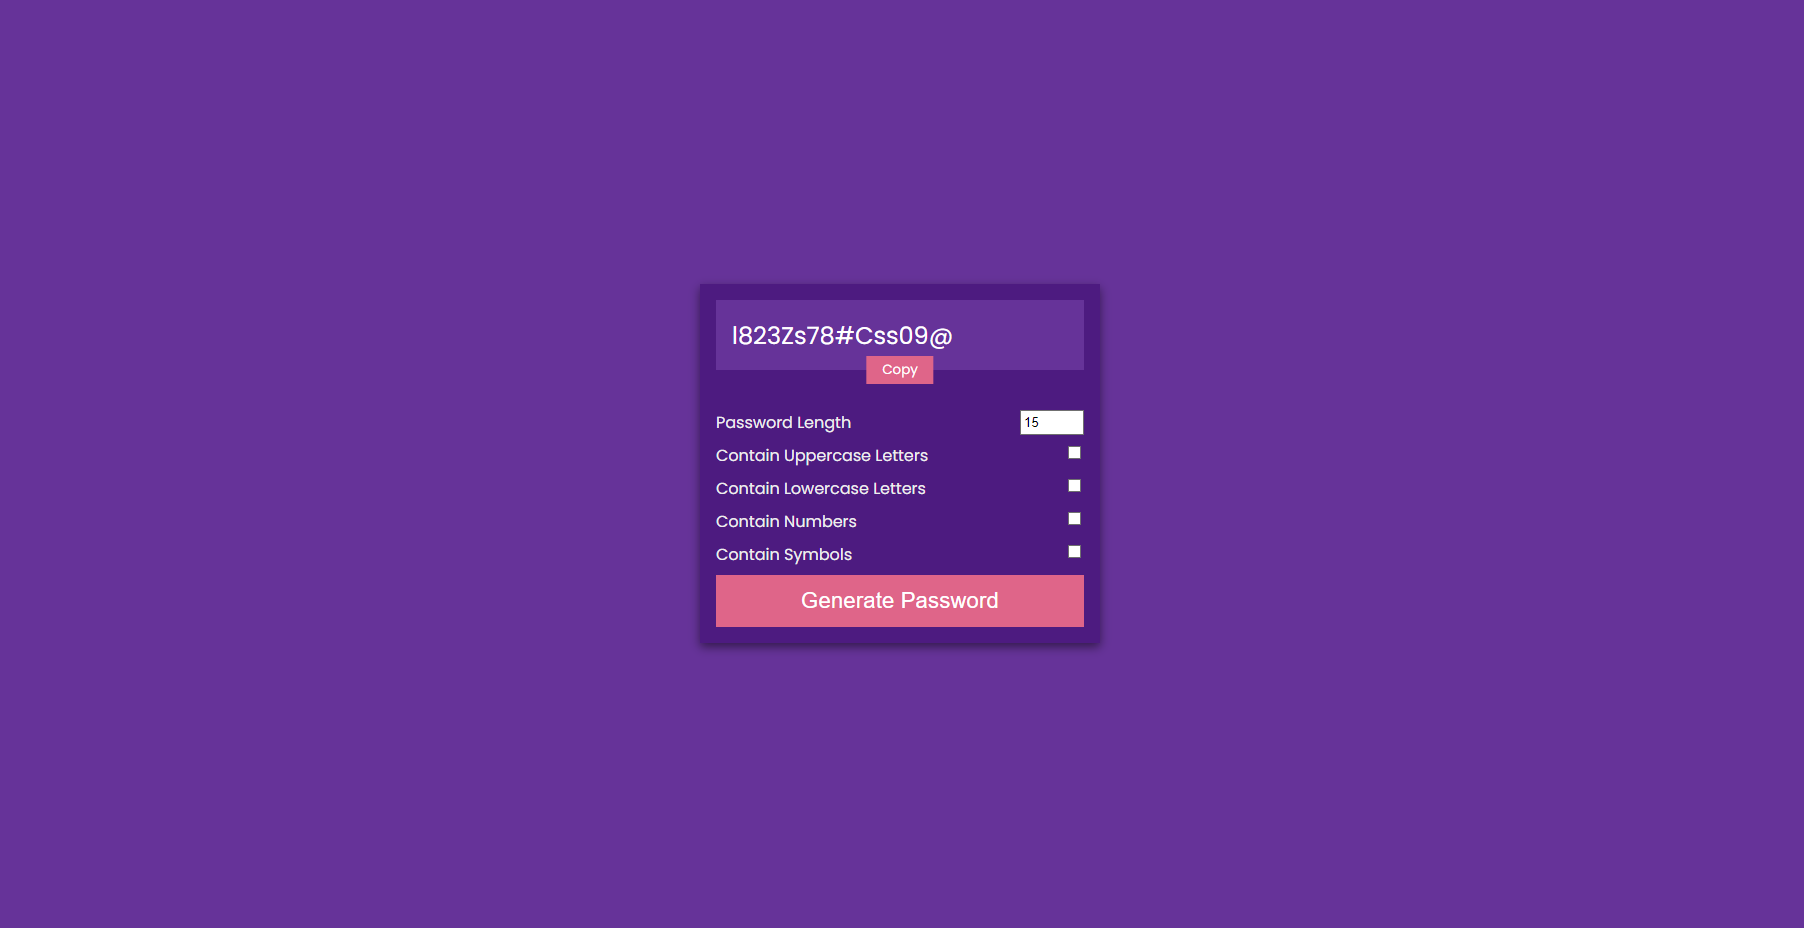 l823Zs78#Css09@
Copy
Password Length 15
Contain Uppercase Letters
Contain Lowercase Letters
Contain Numbers
Contain Symbols
Generate Password